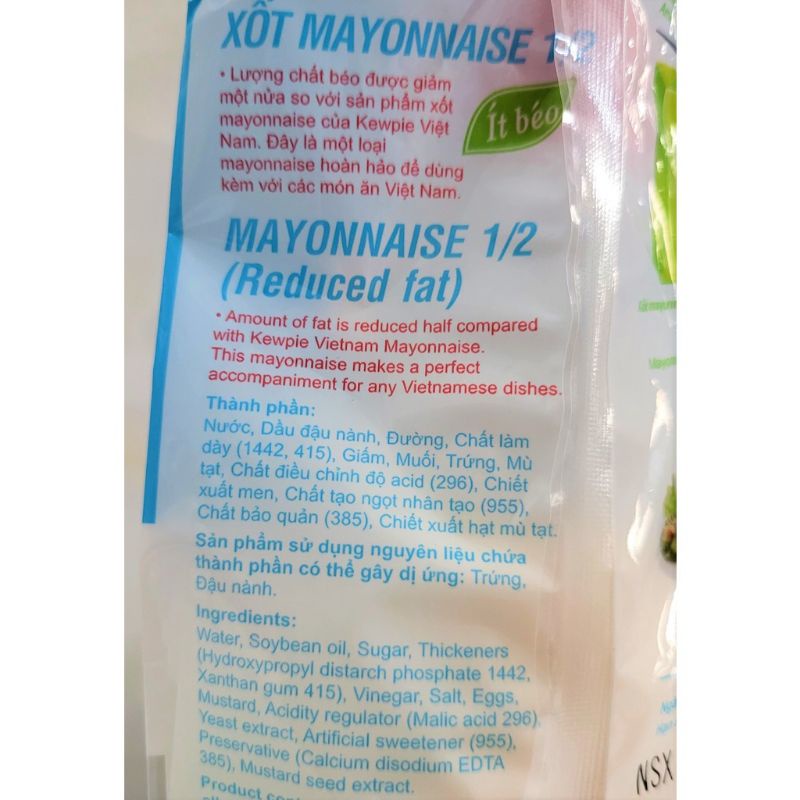 XỐT MAYONNAISE 1/2
• Lượng chất béo được giảm
một nửa so với sản phẩm xốt
mayonnaise của Kewpie Việt
Nam. Đây là một loại
mayonnaise hoàn hảo để dùng
kèm với các món ăn Việt Nam.
Ít béo
MAYONNAISE 1/2
(Reduced fat)
• Amount of fat is reduced half compared
with Kewpie Vietnam Mayonnaise.
This mayonnaise makes a perfect
accompaniment for any Vietnamese dishes.
Thành phần:
Nước, Dầu đậu nành, Đường, Chất làm
dày (1442, 415), Giấm, Muối, Trứng, Mù
tạt, Chất điều chỉnh độ acid (296), Chiết
xuất men, Chất tạo ngọt nhân tạo (955),
Chất bảo quản (385), Chiết xuất hạt mù tạt.
Sản phẩm sử dụng nguyên liệu chứa
thành phần có thể gây dị ứng: Trứng,
Đậu nành.
Ingredients:
Water, Soybean oil, Sugar, Thickeners
(Hydroxypropyl distarch phosphate 1442,
Xanthan gum 415), Vinegar, Salt, Eggs,
Mustard, Acidity regulator (Malic acid 296),
Yeast extract, Artificial sweetener (955),
Preservative (Calcium disodium EDTA
385), Mustard seed extract.
Product
NSX